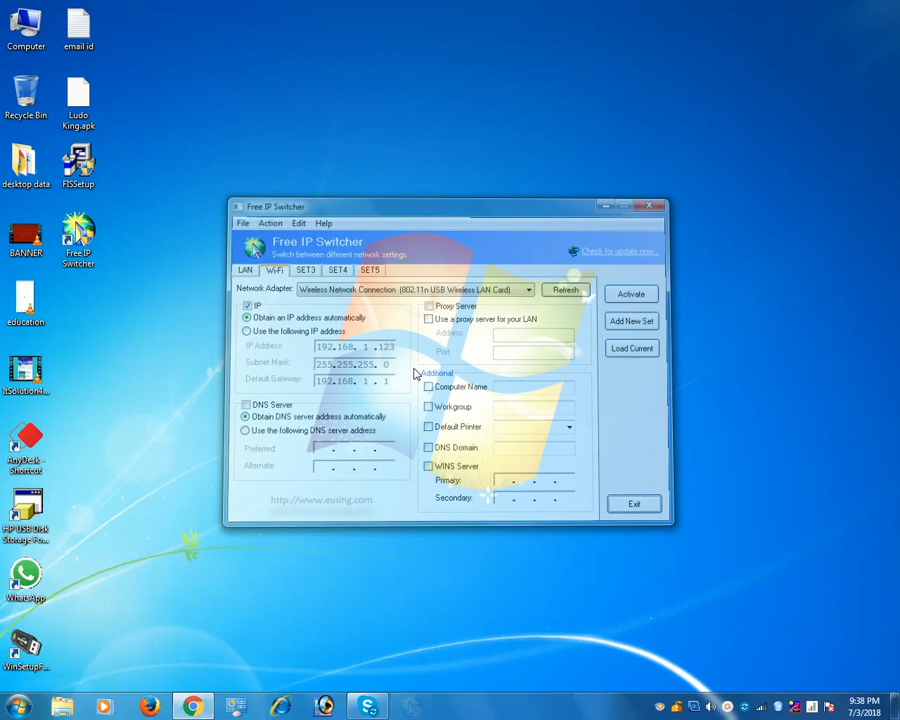 Computer
email id
Recycle Bin
Ludo
King.apk
desktop data
FISSetup
BANNER
Free IP
Switcher
education
ItSolution4...
AnyDesk -
Shortcut
HP USB Disk
Storage Fo...
WhatsApp
WinSetupF...
Free IP Switcher
File Action Edit Help
Free IP Switcher
Switch between different network settings
Check for update now...
LAN Wi-Fi SET3 SET4 SET5
Network Adapter: Wireless Network Connection (802.11n USB Wireless LAN Card) Refresh
IP
Obtain an IP address automatically
Use the following IP address
IP Address: 192.168. 1 .123
Subnet Mask: 255.255.255. 0
Default Gateway: 192.168. 1 . 1
DNS Server
Obtain DNS server address automatically
Use the following DNS server address
Preferred: . . .
Alternate: . . .
http://www.eusing.com
Proxy Server
Use a proxy server for your LAN
Address:
Port:
Additional
Computer Name
Workgroup
Default Printer
DNS Domain
WINS Server
Primary: . . .
Secondary: . . .
Activate
Add New Set
Load Current
Exit
9:38 PM
7/3/2018